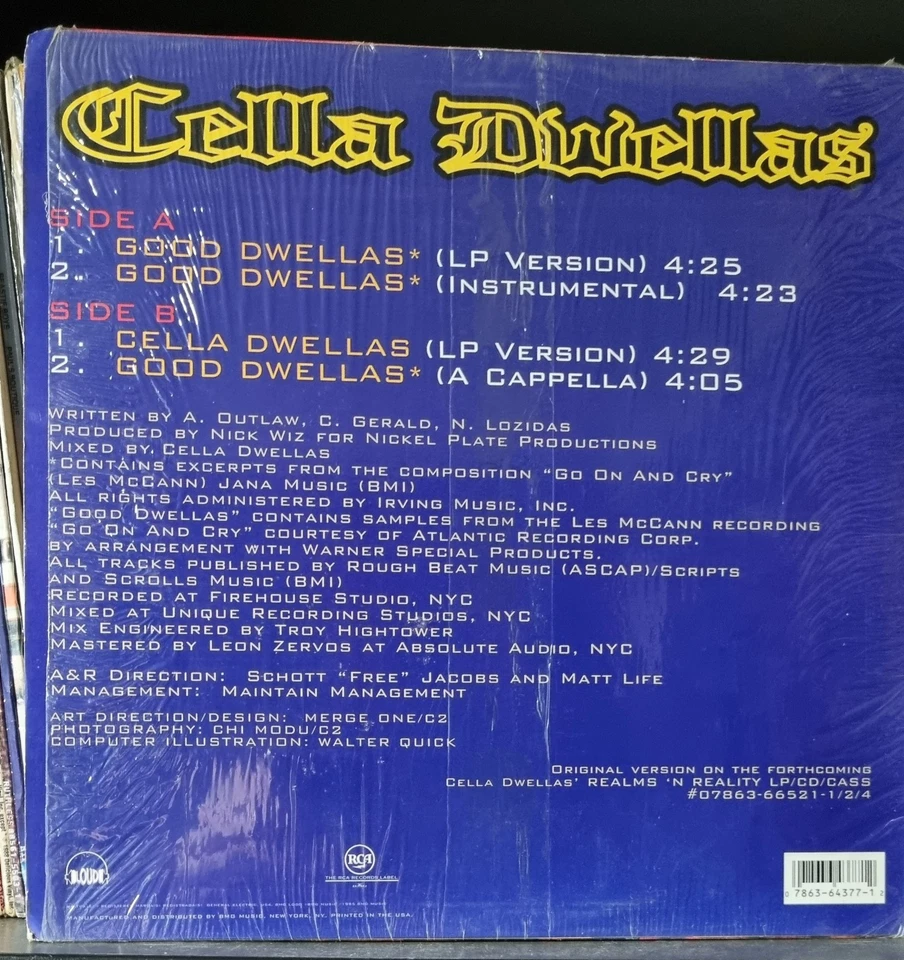 Cella Dwellas
SIDE A
1. GOOD DWELLAS* (LP VERSION) 4:25
2. GOOD DWELLAS* (INSTRUMENTAL) 4:23
SIDE B
1. CELLA DWELLAS (LP VERSION) 4:29
2. GOOD DWELLAS* (A CAPPELLA) 4:05
WRITTEN BY A. OUTLAW, C. GERALD, N. LOZIDAS
PRODUCED BY NICK WIZ FOR NICKEL PLATE PRODUCTIONS
MIXED BY CELLA DWELLAS
*CONTAINS EXCERPTS FROM THE COMPOSITION "GO ON AND CRY"
(LES MCCANN) JANA MUSIC (BMI)
ALL RIGHTS ADMINISTERED BY IRVING MUSIC, INC.
"GOOD DWELLAS" CONTAINS SAMPLES FROM THE LES MCCANN RECORDING
"GO ON AND CRY" COURTESY OF ATLANTIC RECORDING CORP.
BY ARRANGEMENT WITH WARNER SPECIAL PRODUCTS.
ALL TRACKS PUBLISHED BY ROUGH BEAT MUSIC (ASCAP)/SCRIPTS
AND SCROLLS MUSIC (BMI)
RECORDED AT FIREHOUSE STUDIO, NYC
MIXED AT UNIQUE RECORDING STUDIOS, NYC
MIX ENGINEERED BY TROY HIGHTOWER
MASTERED BY LEON ZERVOS AT ABSOLUTE AUDIO, NYC
A&R DIRECTION: SCHOTT "FREE" JACOBS AND MATT LIFE
MANAGEMENT: MAINTAIN MANAGEMENT
ART DIRECTION/DESIGN: MERGE ONE/C2
PHOTOGRAPHY: CHI MODU/C2
COMPUTER ILLUSTRATION: WALTER QUICK
ORIGINAL VERSION ON THE FORTHCOMING
CELLA DWELLAS' REALMS 'N REALITY LP/CD/CASS
#07863-66521-1/2/4
LOUD
RCA
THE RCA RECORDS LABEL
MANUFACTURED AND DISTRIBUTED BY BMG MUSIC, NEW YORK, NY. PRINTED IN THE USA.
0 7863-64377-1 2